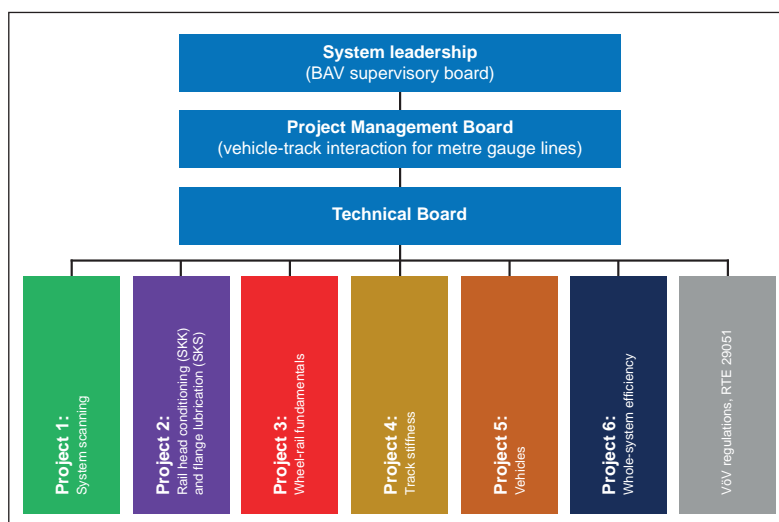 System leadership
(BAV supervisory board)
Project Management Board
(vehicle-track interaction for metre gauge lines)
Technical Board
Project 1:
System scanning
Project 2:
Rail head conditioning (SKK)
and flange lubrication (SKS)
Project 3:
Wheel-rail fundamentals
Project 4:
Track stiffness
Project 5:
Vehicles
Project 6:
Whole-system efficiency
VöV regulations, RTE 29051